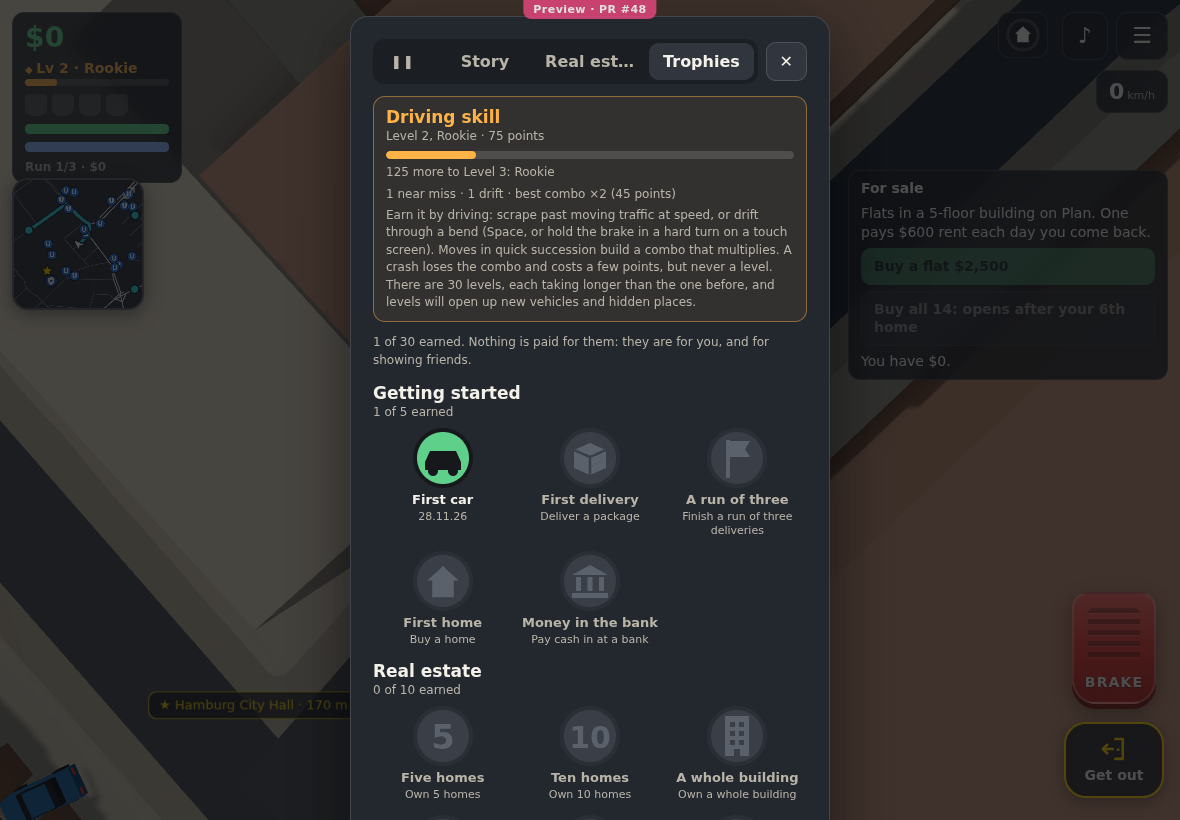 Preview · PR #48
$0
Lv 2 · Rookie
Run 1/3 · $0
Story
Real est...
Trophies
0 km/h
Driving skill
Level 2, Rookie · 75 points
125 more to Level 3: Rookie
1 near miss · 1 drift · best combo ×2 (45 points)
Earn it by driving: scrape past moving traffic at speed, or drift
through a bend (Space, or hold the brake in a hard turn on a touch
screen). Moves in quick succession build a combo that multiplies. A
crash loses the combo and costs a few points, but never a level.
There are 30 levels, each taking longer than the one before, and
levels will open up new vehicles and hidden places.
1 of 30 earned. Nothing is paid for them: they are for you, and for
showing friends.
Getting started
1 of 5 earned
First car
28.11.26
First delivery
Deliver a package
A run of three
Finish a run of three
deliveries
First home
Buy a home
Money in the bank
Pay cash in at a bank
Real estate
0 of 10 earned
5
Five homes
Own 5 homes
10
Ten homes
Own 10 homes
A whole building
Own a whole building
For sale
Flats in a 5-floor building on Plan. One
pays $600 rent each day you come back.
Buy a flat $2,500
Buy all 14: opens after your 6th
home
You have $0.
★ Hamburg City Hall · 170 m
BRAKE
Get out